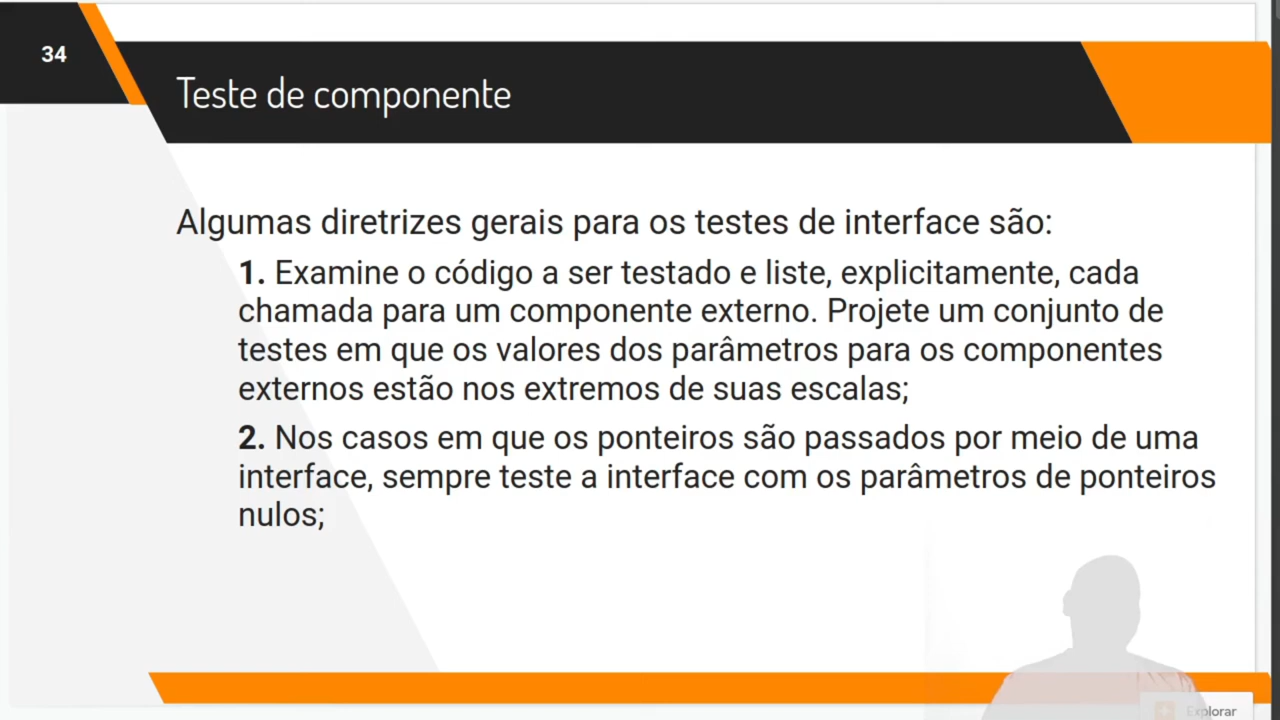 34
Teste de componente
Algumas diretrizes gerais para os testes de interface são:
1. Examine o código a ser testado e liste, explicitamente, cada
chamada para um componente externo. Projete um conjunto de
testes em que os valores dos parâmetros para os componentes
externos estão nos extremos de suas escalas;
2. Nos casos em que os ponteiros são passados por meio de uma
interface, sempre teste a interface com os parâmetros de ponteiros
nulos;
Explorar